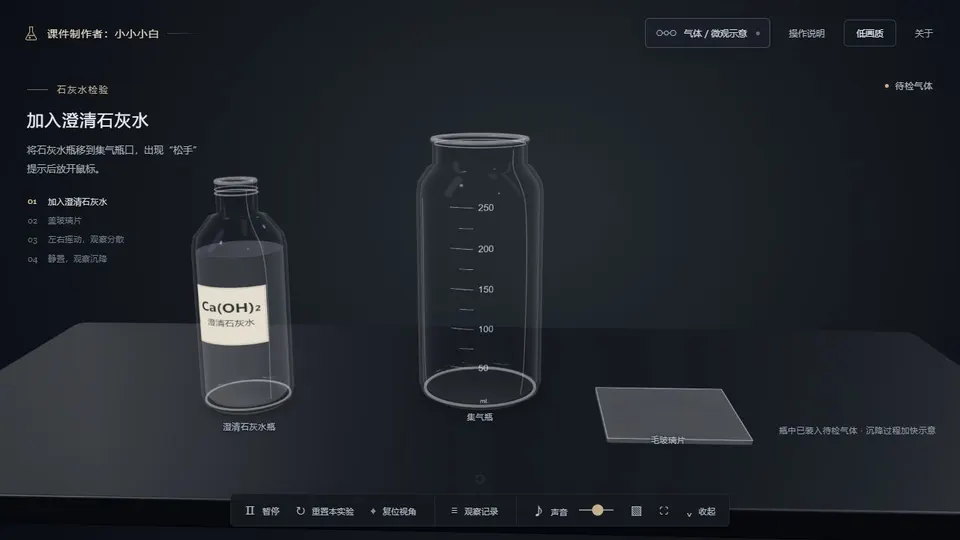 课件制作者：小小小白
气体 / 微观示意
操作说明
低画质
关于
石灰水检验
待检气体
加入澄清石灰水
将石灰水瓶移到集气瓶口，出现“松手”
提示后放开鼠标。
01 加入澄清石灰水
02 盖玻璃片
03 左右摇动，观察分散
04 静置，观察沉降
250
200
150
100
50
ml
Ca(OH)₂
澄清石灰水
澄清石灰水瓶
集气瓶
毛玻璃片
瓶中已装入待检气体 · 沉降过程加快示意
暂停
重置本实验
复位视角
观察记录
声音
收起